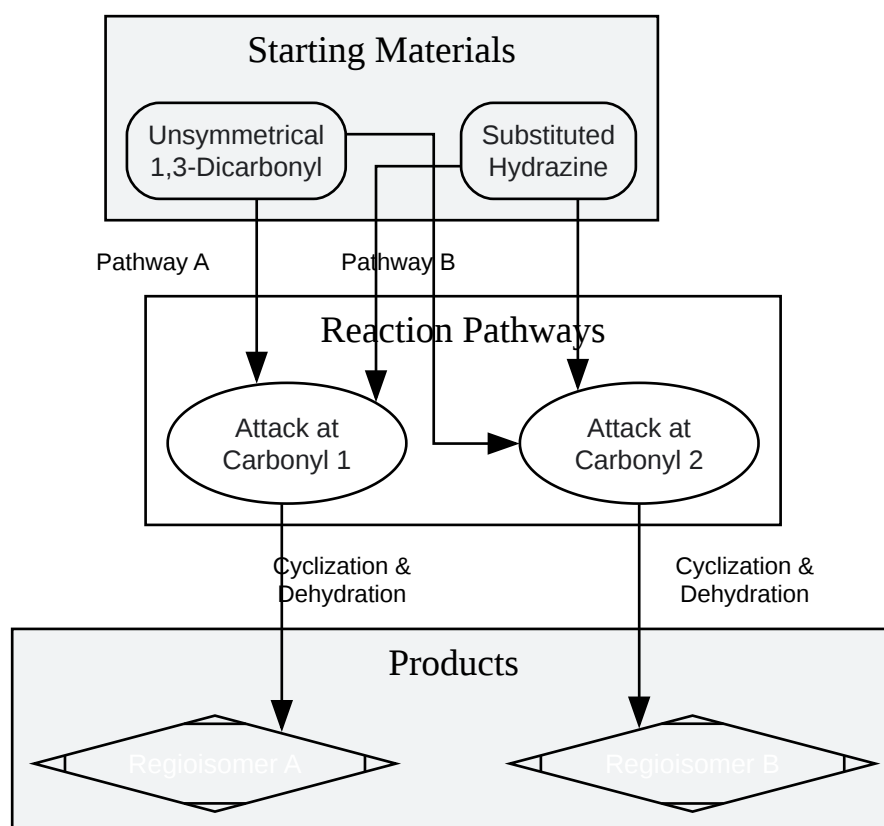 Starting Materials
Unsymmetrical
1,3-Dicarbonyl
Substituted
Hydrazine
Pathway A
Pathway B
Reaction Pathways
Attack at
Carbonyl 1
Attack at
Carbonyl 2
Cyclization &
Dehydration
Cyclization &
Dehydration
Products
Regioisomer A
Regioisomer B